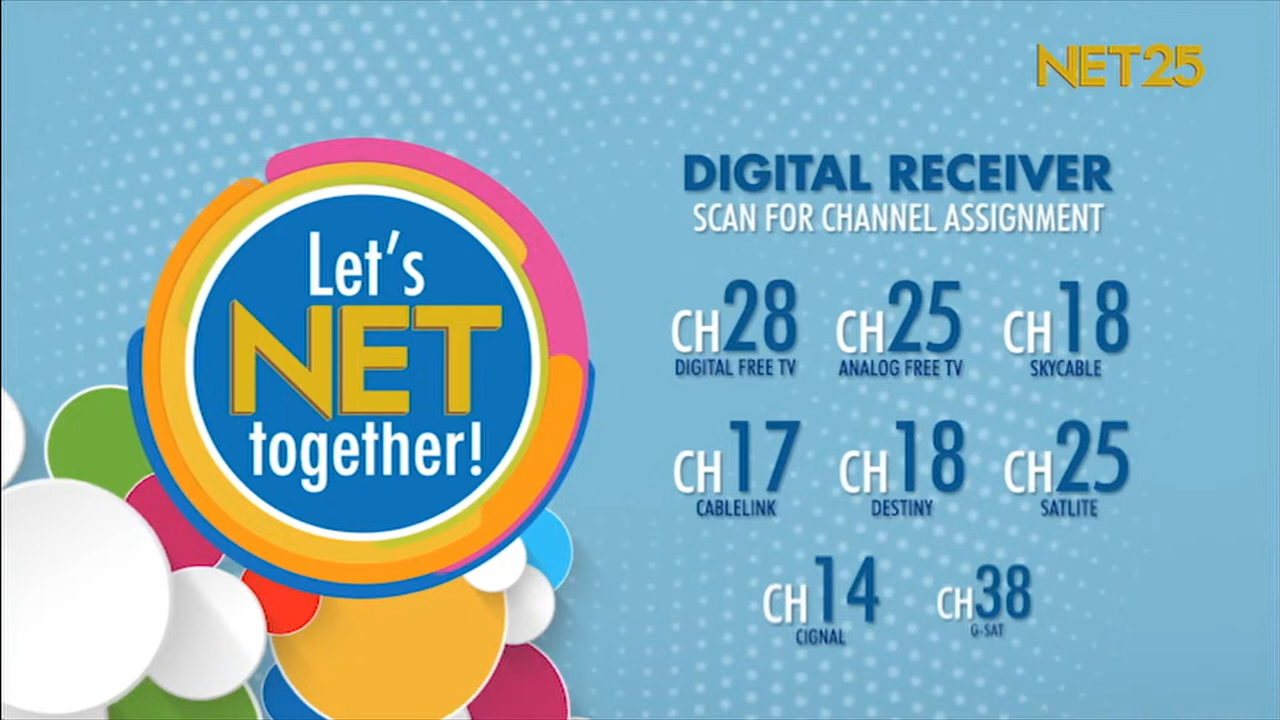 NET25
Let's
NET
together!
DIGITAL RECEIVER
SCAN FOR CHANNEL ASSIGNMENT
CH28 CH25 CH18
DIGITAL FREE TV ANALOG FREE TV SKYCABLE
CH17 CH18 CH25
CABLELINK DESTINY SATLITE
CH14 CH38
CIGNAL G-SAT